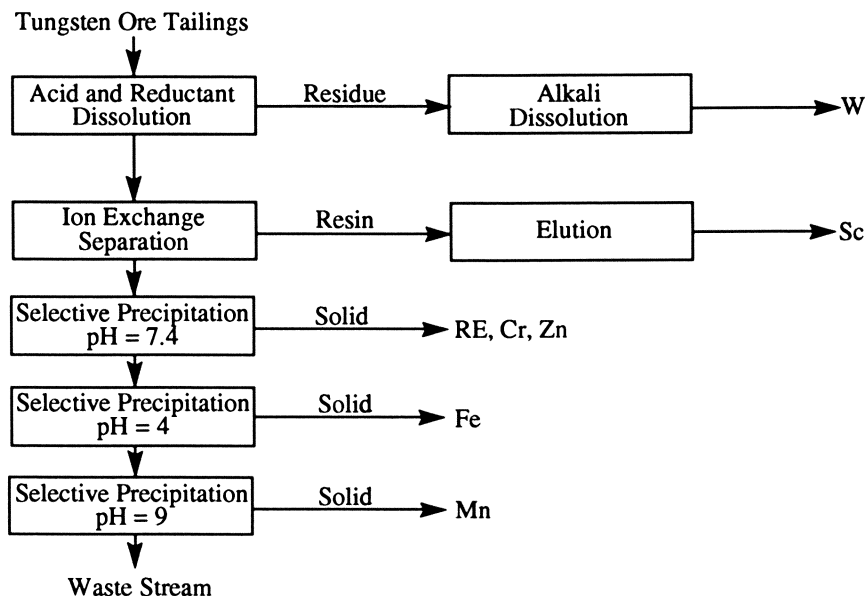 Tungsten Ore Tailings
Acid and Reductant
Dissolution
Residue
Alkali
Dissolution
W
Ion Exchange
Separation
Resin
Elution
Sc
Selective Precipitation
pH = 7.4
Solid
RE, Cr, Zn
Selective Precipitation
pH = 4
Solid
Fe
Selective Precipitation
pH = 9
Solid
Mn
Waste Stream